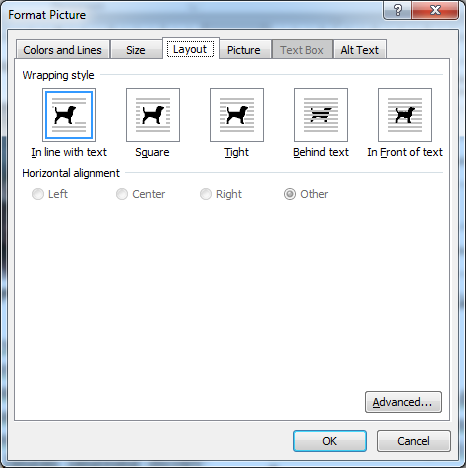 Format Picture
Colors and Lines Size Layout Picture Text Box Alt Text
Wrapping style
In line with text Square Tight Behind text In Front of text
Horizontal alignment
Left Center Right Other
Advanced...
OK Cancel